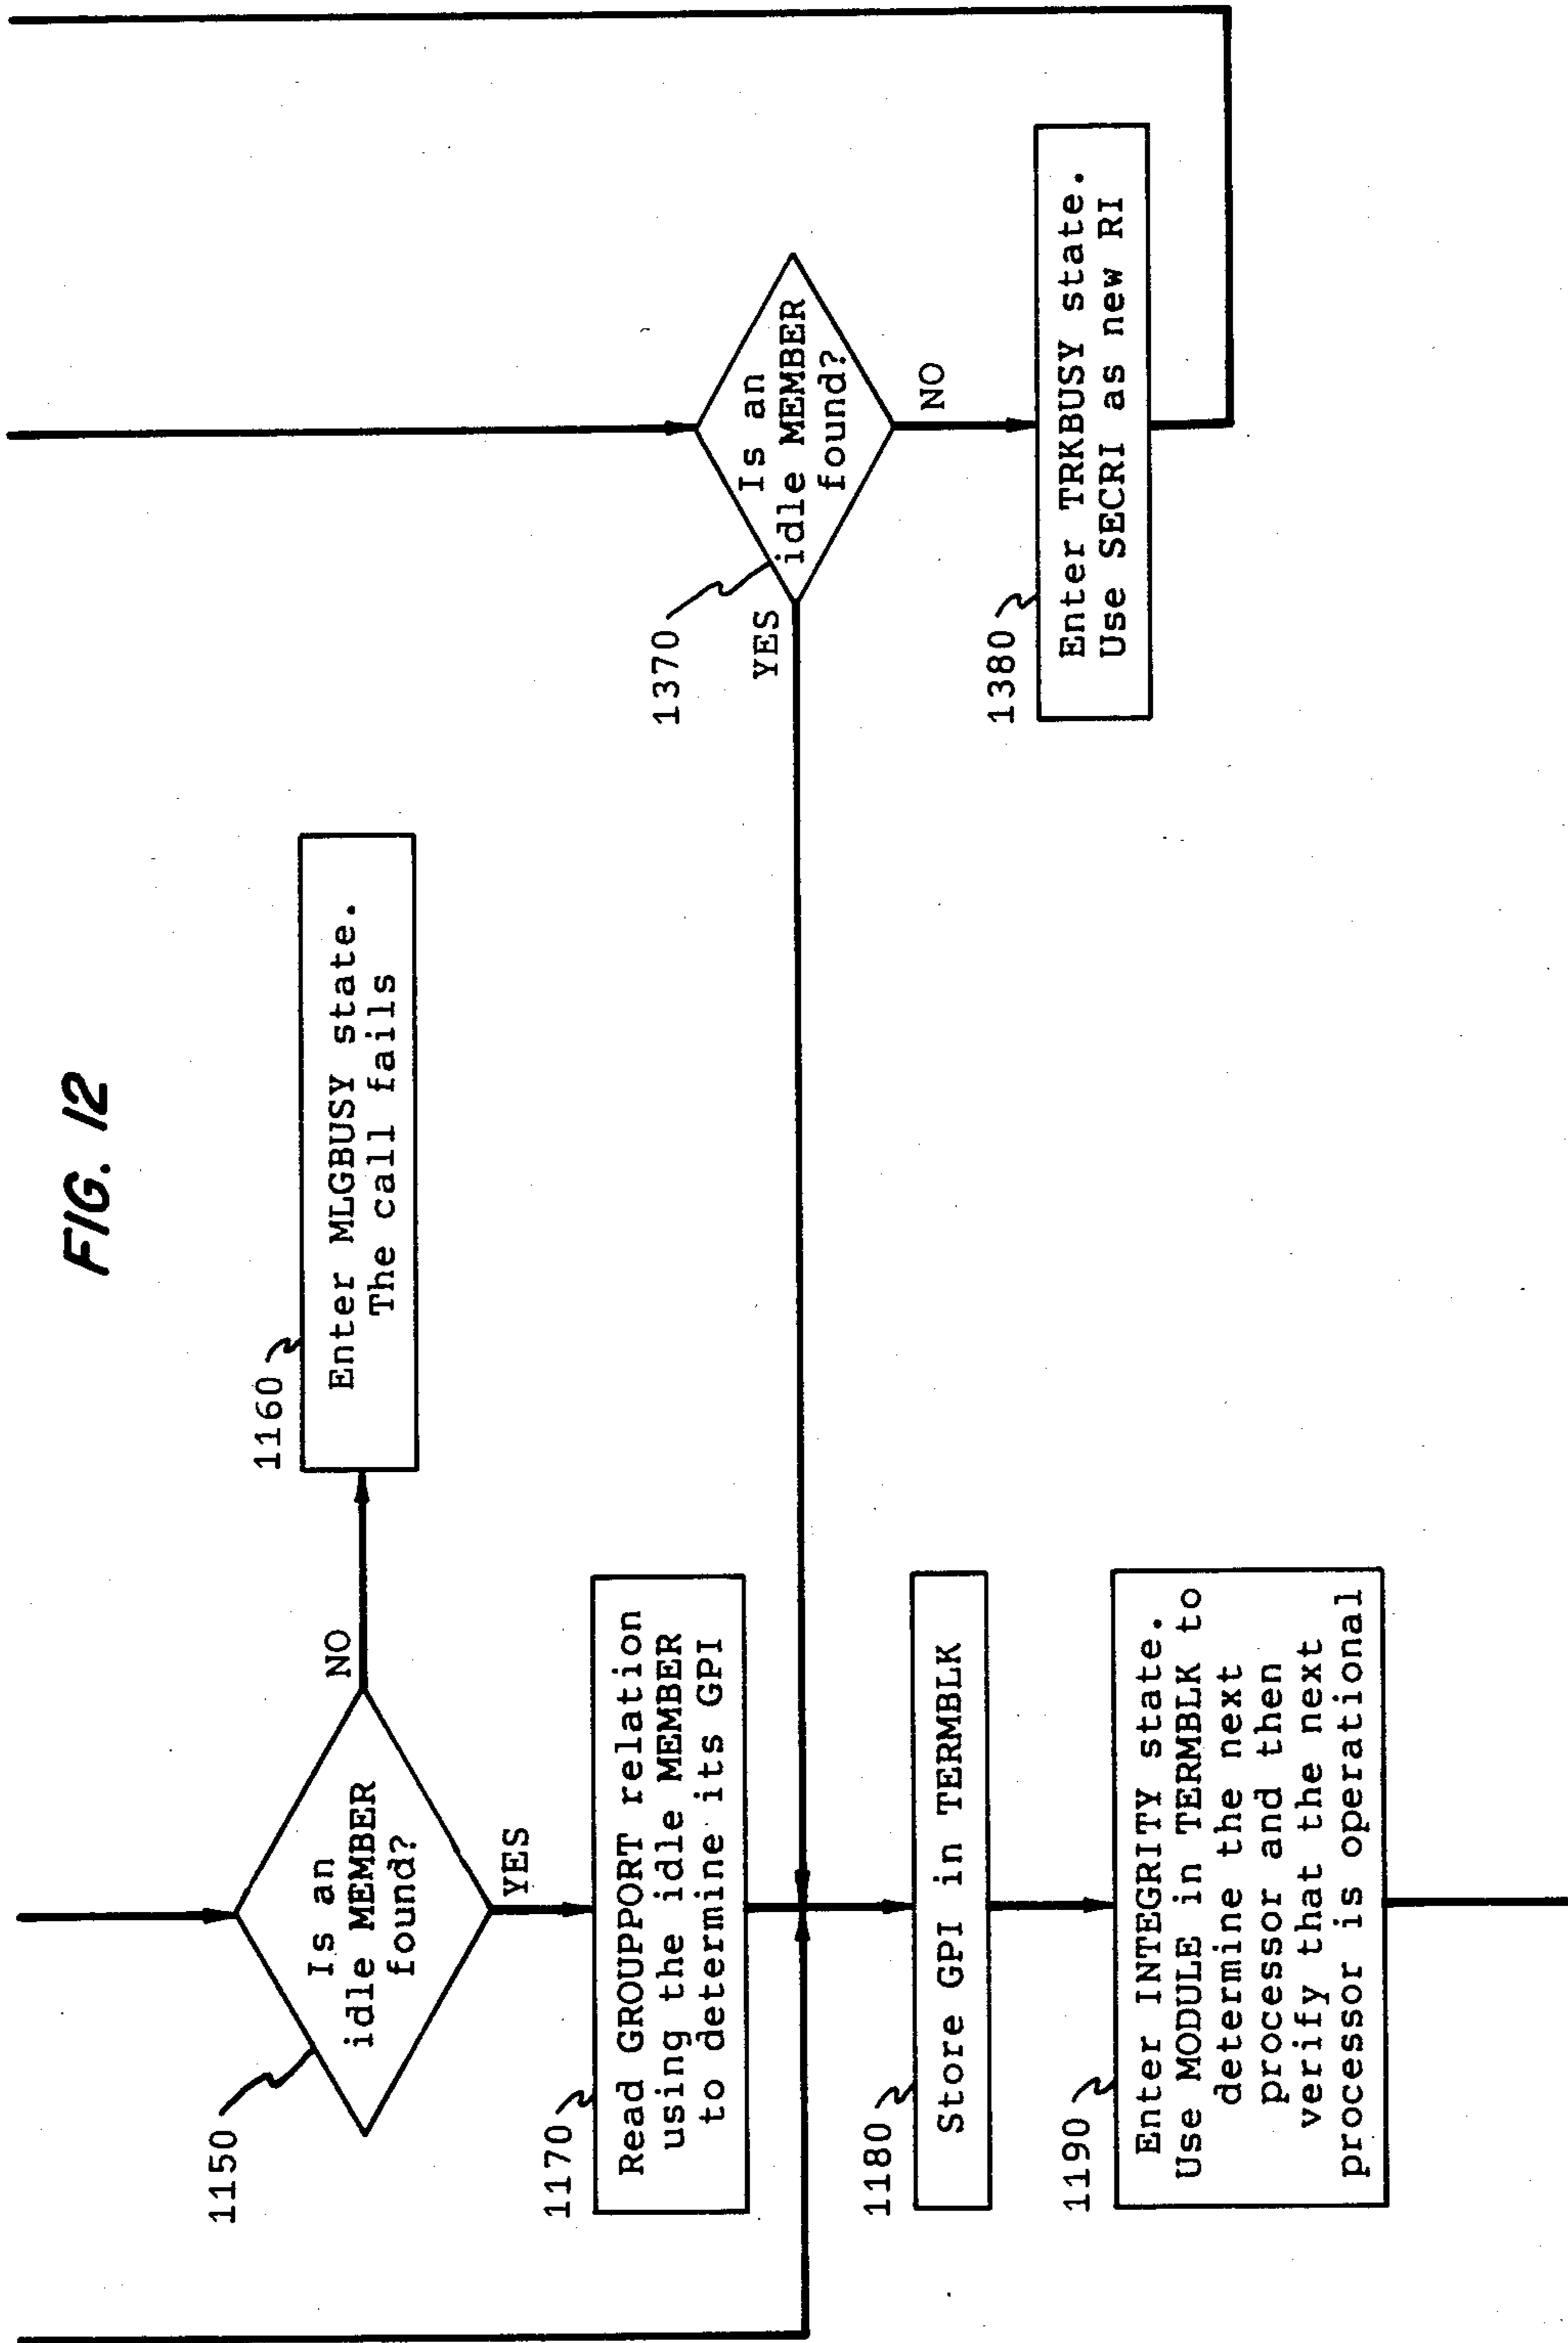 FIG. 12
1150
Is an
idle MEMBER
found?
NO
YES
1160
Enter MLGBUSY state.
The call fails
1170
Read GROUPPORT relation
using the idle MEMBER
to determine its GPI
1180
Store GPI in TERMBLK
1190
Enter INTEGRITY state.
Use MODULE in TERMBLK to
determine the next
processor and then
verify that the next
processor is operational
1370
Is an
idle MEMBER
found?
YES
NO
1380
Enter TRKBUSY state.
Use SECRI as new RI